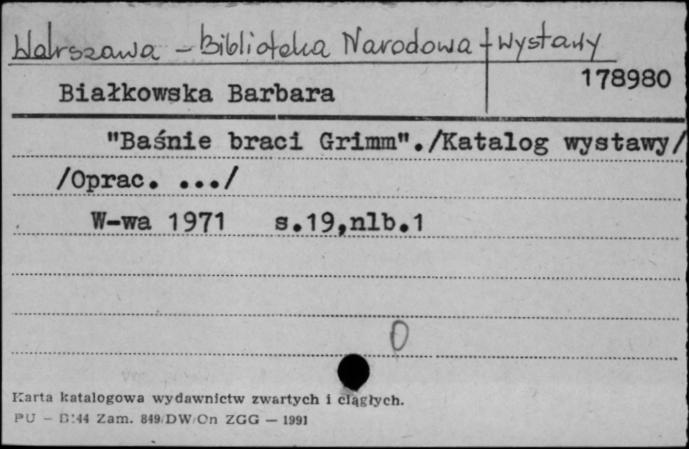 Warszawa - Biblioteka Narodowa - wystawy
178980
Białkowska Barbara
"Baśnie braci Grimm"./Katalog wystawy/
/Oprac. .../
W-wa 1971 s.19,nlb.1
0
Karta katalogowa wydawnictw zwartych i ciągłych.
PU - B/44 Zam. 849/DW/On ZGG — 1991